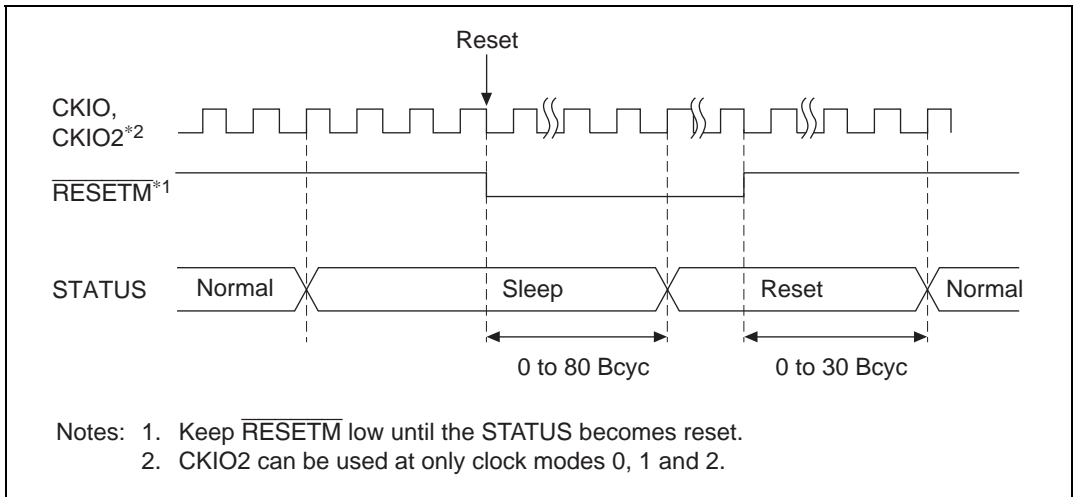 Reset
CKIO,
CKIO2*2
RESETM*1
STATUS Normal Sleep Reset Normal
0 to 80 Bcyc 0 to 30 Bcyc
Notes: 1. Keep RESETM low until the STATUS becomes reset.
2. CKIO2 can be used at only clock modes 0, 1 and 2.